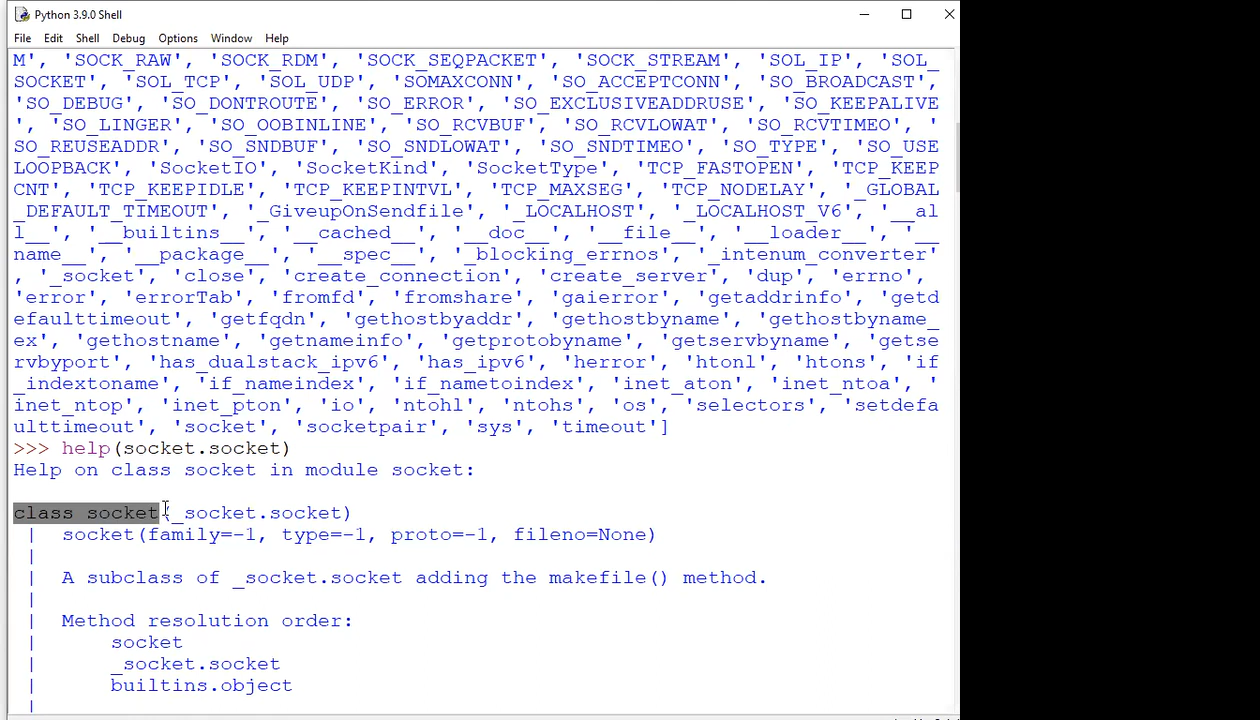 Python 3.9.0 Shell
File Edit Shell Debug Options Window Help
M', 'SOCK_RAW', 'SOCK_RDM', 'SOCK_SEQPACKET', 'SOCK_STREAM', 'SOL_IP', 'SOL_
SOCKET', 'SOL_TCP', 'SOL_UDP', 'SOMAXCONN', 'SO_ACCEPTCONN', 'SO_BROADCAST',
'SO_DEBUG', 'SO_DONTROUTE', 'SO_ERROR', 'SO_EXCLUSIVEADDRUSE', 'SO_KEEPALIVE
', 'SO_LINGER', 'SO_OOBINLINE', 'SO_RCVBUF', 'SO_RCVLOWAT', 'SO_RCVTIMEO', '
SO_REUSEADDR', 'SO_SNDBUF', 'SO_SNDLOWAT', 'SO_SNDTIMEO', 'SO_TYPE', 'SO_USE
LOOPBACK', 'SocketIO', 'SocketKind', 'SocketType', 'TCP_FASTOPEN', 'TCP_KEEP
CNT', 'TCP_KEEPIDLE', 'TCP_KEEPINTVL', 'TCP_MAXSEG', 'TCP_NODELAY', '_GLOBAL
_DEFAULT_TIMEOUT', '_GiveupOnSendfile', '_LOCALHOST', '_LOCALHOST_V6', '__al
l__', '__builtins__', '__cached__', '__doc__', '__file__', '__loader__', '__
name__', '__package__', '__spec__', '_blocking_errnos', '_intenum_converter'
, '_socket', 'close', 'create_connection', 'create_server', 'dup', 'errno',
'error', 'errorTab', 'fromfd', 'fromshare', 'gaierror', 'getaddrinfo', 'getd
efaulttimeout', 'getfqdn', 'gethostbyaddr', 'gethostbyname', 'gethostbyname_
ex', 'gethostname', 'getnameinfo', 'getprotobyname', 'getservbyname', 'getse
rvbyport', 'has_dualstack_ipv6', 'has_ipv6', 'herror', 'htonl', 'htons', 'if
_indextoname', 'if_nameindex', 'if_nametoindex', 'inet_aton', 'inet_ntoa', '
inet_ntop', 'inet_pton', 'io', 'ntohl', 'ntohs', 'os', 'selectors', 'setdefa
ulttimeout', 'socket', 'socketpair', 'sys', 'timeout']
>>> help(socket.socket)
Help on class socket in module socket:
class socket(_socket.socket)
| socket(family=-1, type=-1, proto=-1, fileno=None)
|
| A subclass of _socket.socket adding the makefile() method.
|
| Method resolution order:
| socket
| _socket.socket
| builtins.object
|